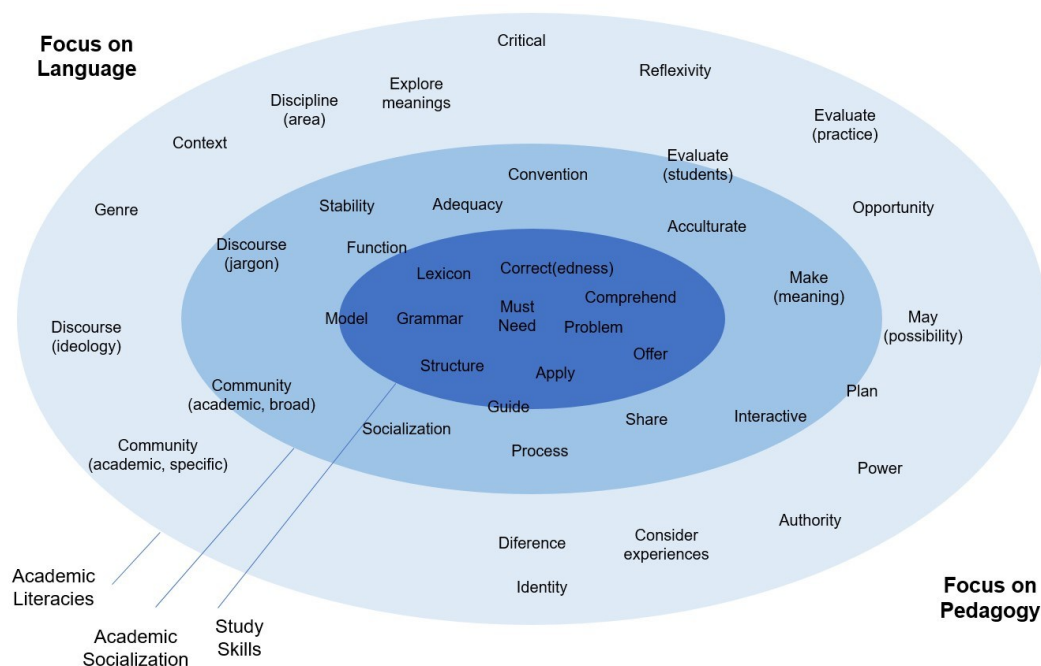 Focus on
Language
Critical
Reflexivity
Explore
meanings
Discipline
(area)
Evaluate
(practice)
Context
Evaluate
(students)
Convention
Genre
Stability
Adequacy
Opportunity
Acculturate
Discourse
(jargon)
Function
Lexicon
Correct(edness)
Make
(meaning)
Comprehend
Model
Grammar
Must
Need
Problem
Discourse
(ideology)
May
(possibility)
Offer
Structure
Apply
Community
(academic, broad)
Plan
Guide
Share
Interactive
Socialization
Community
(academic, specific)
Process
Power
Authority
Diference
Consider
experiences
Identity
Academic
Literacies
Focus on
Pedagogy
Study
Skills
Academic
Socialization